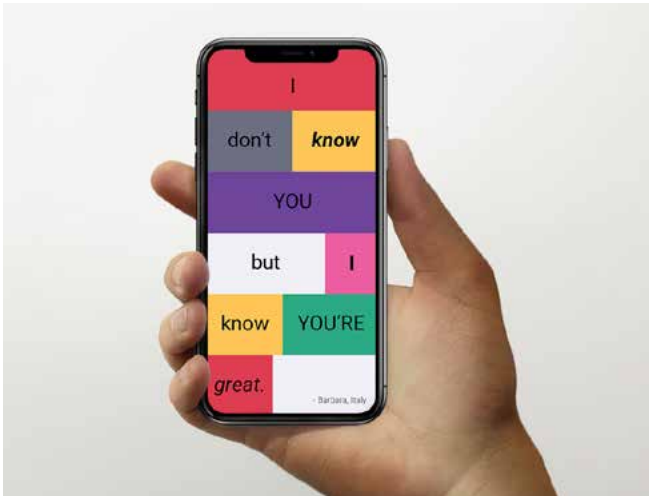 I
don't know
YOU
but I
know YOU'RE
great.
- Barbara, Italy